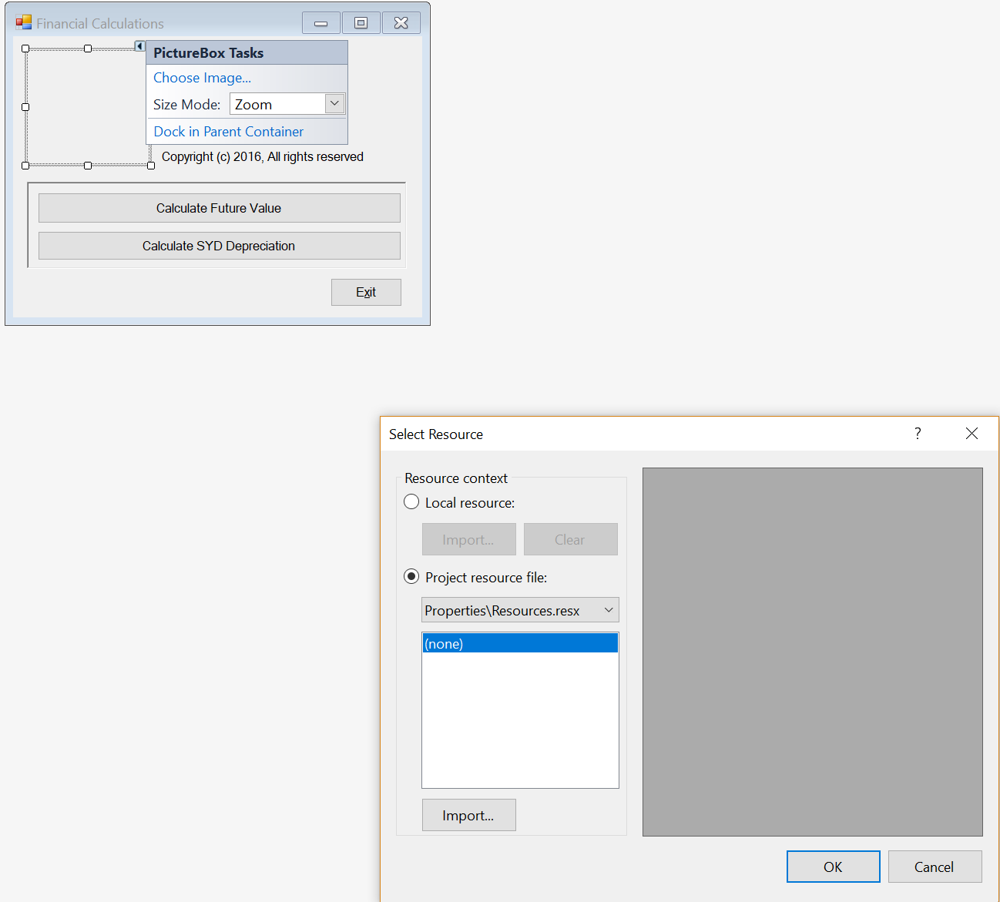 Financial Calculations
PictureBox Tasks
Choose Image...
Size Mode: Zoom
Dock in Parent Container
Copyright (c) 2016, All rights reserved
Calculate Future Value
Calculate SYD Depreciation
Exit
Select Resource ?
Resource context
Local resource:
Import... Clear
Project resource file:
Properties\Resources.resx
(none)
Import...
OK Cancel